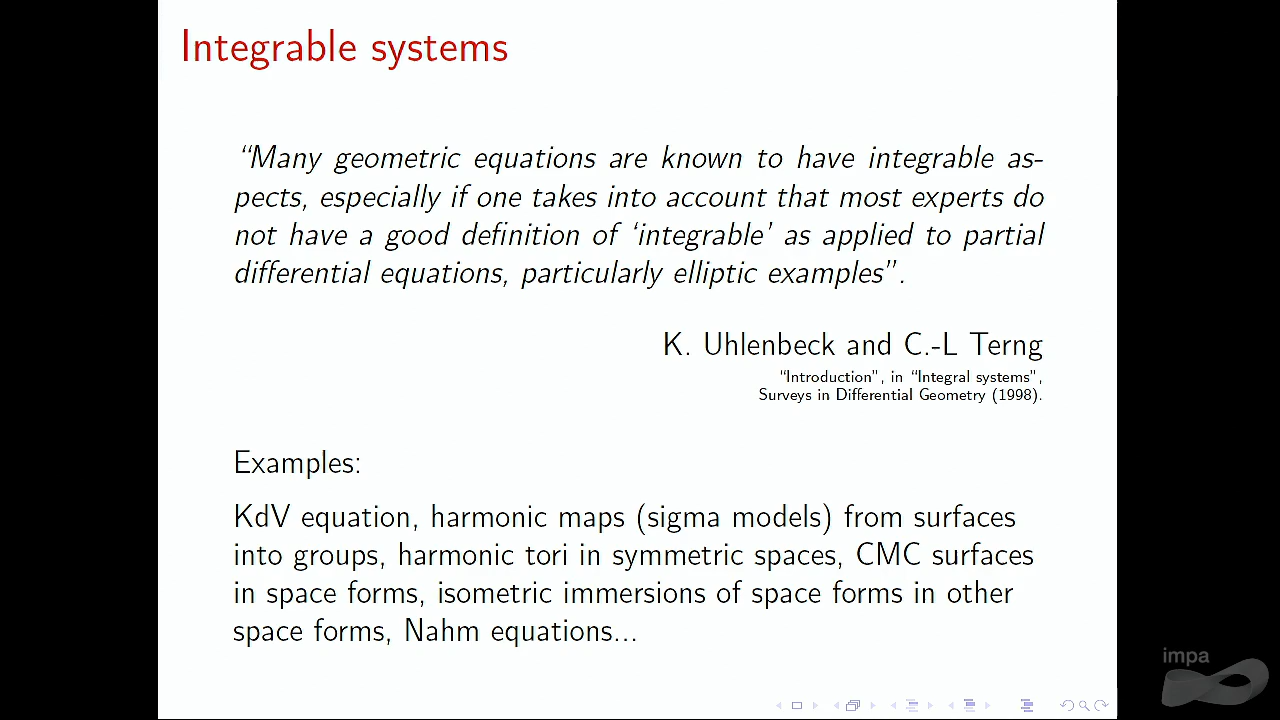 Integrable systems
“Many geometric equations are known to have integrable as-
pects, especially if one takes into account that most experts do
not have a good definition of ‘integrable’ as applied to partial
differential equations, particularly elliptic examples”.
K. Uhlenbeck and C.-L Terng
“Introduction”, in “Integral systems”,
Surveys in Differential Geometry (1998).
Examples:
KdV equation, harmonic maps (sigma models) from surfaces
into groups, harmonic tori in symmetric spaces, CMC surfaces
in space forms, isometric immersions of space forms in other
space forms, Nahm equations...
impa